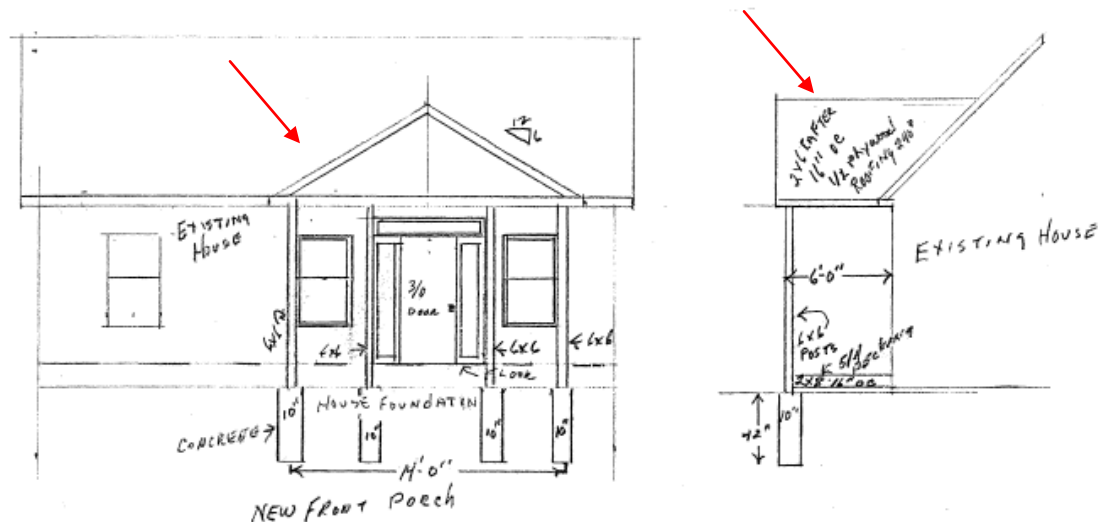 12
6
EXISTING
HOUSE
3/0
DOOR
6x6
6x6
6x6
6x6
FLOOR
HOUSE FOUNDATION
10"
10"
10"
10"
CONCRETE
14'-0"
NEW FRONT PORCH
2x6 RAFTER
16" OC
1/2 plywood
ROOFING 240#
EXISTING HOUSE
6'-0"
6x6
POSTS
5/4 DECKING
2x8-16" OC
42"
10"